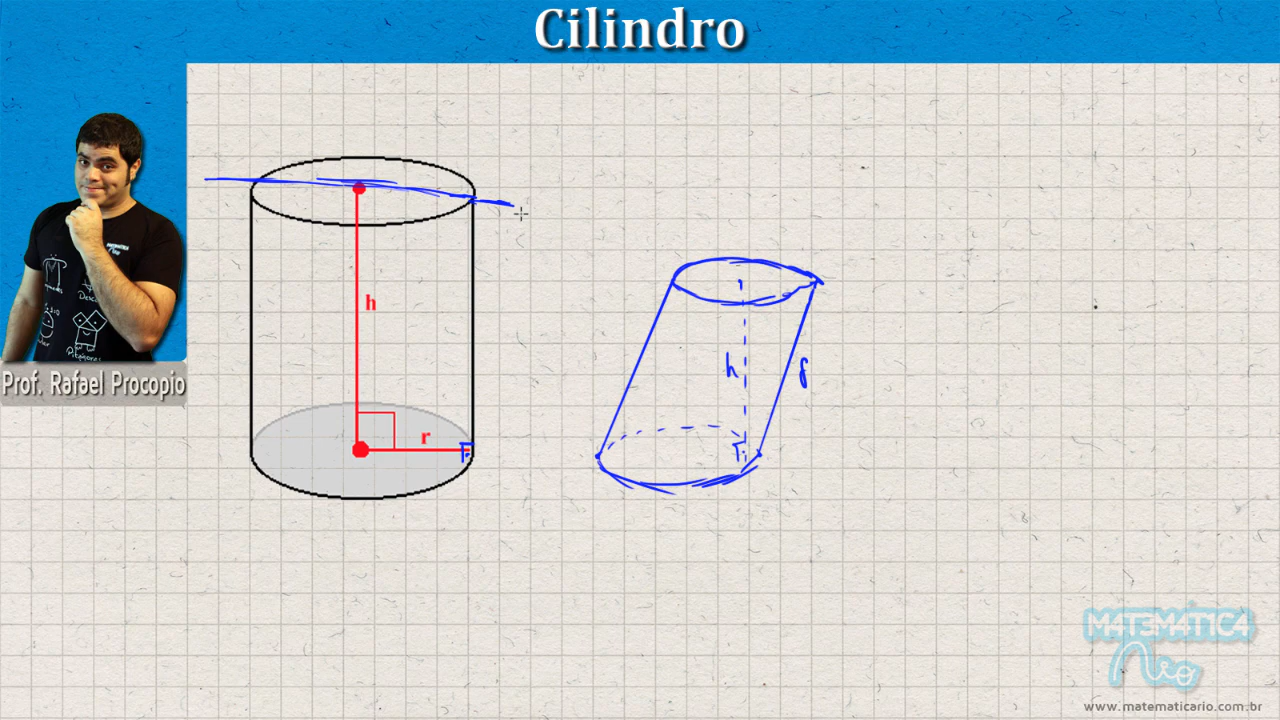 Cilindro
h
r
h
g
Prof. Rafael Procopio
MATEMÁTICA
Rio
www.matematicario.com.br